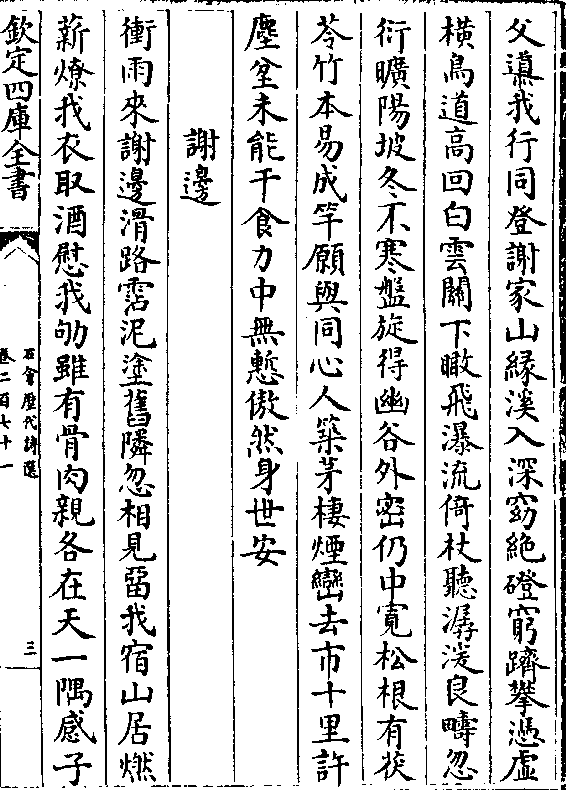 父導我行同登謝家山緣溪入深窈絶磴窮躋攀憑虛
橫鳥道高回白雲關下瞰飛瀑流倚杖聽潺湲良疇忽
衍曠陽坡冬不寒盤旋得幽谷外密仍中寛松根有茯
苓竹本易成竿願與同心人築茅棲煙巒去市十里許
塵坌未能干食力中無慙傲然身世安
謝邊
衝雨來謝邊滑路霑泥塗舊隣忽相見留我宿山居燃
薪燎我衣取酒慰我劬雖有骨肉親各在天一隅感子
欽定四庫全書
石倉歴代詩選
卷二百七十一
三